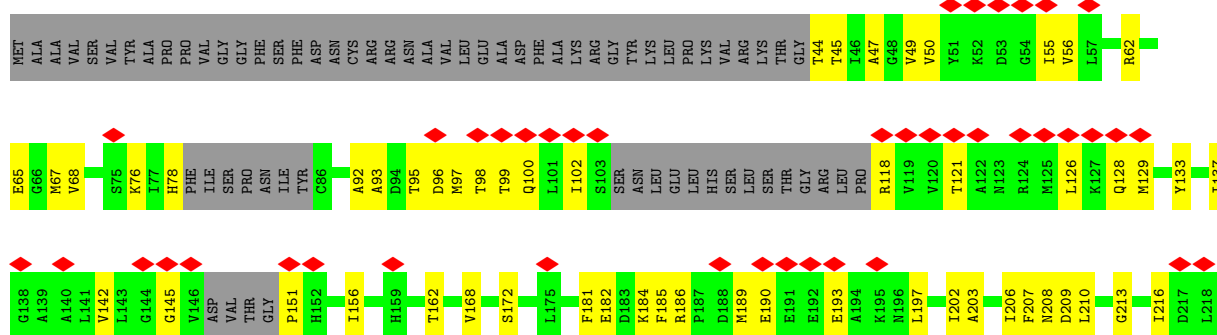 MET ALA ALA VAL SER VAL TYR ALA PRO PRO VAL GLY GLY PHE SER PHE ASP ASN CYS ARG ARG ASN ALA VAL LEU GLU ALA ASP PHE ALA LYS ARG GLY TYR LYS LEU PRO LYS VAL ARG LYS THR GLY T44 T45 I46 A47 G48 V49 V50 Y51 K52 D53 G54 I55 V56 L57 R62
E65 G66 M67 V68 S75 K76 I77 H78 PHE ILE SER PRO ASN ILE TYR C86 A92 A93 D94 T95 D96 M97 T98 T99 Q100 L101 I102 S103 SER ASN LEU GLU LEU HIS SER LEU SER THR GLY ARG LEU PRO R118 V119 V120 T121 A122 N123 R124 M125 L126 K127 Q128 M129 Y133 I137
G138 A139 A140 L141 V142 L143 G144 G145 V146 ASP VAL THR GLY P151 H152 I156 H159 T162 V168 S172 L175 F181 E182 D183 K184 F185 R186 P187 D188 M189 E190 E191 E192 E193 A194 K195 N196 L197 I202 A203 I206 F207 N208 D209 L210 G213 I216 D217 L218